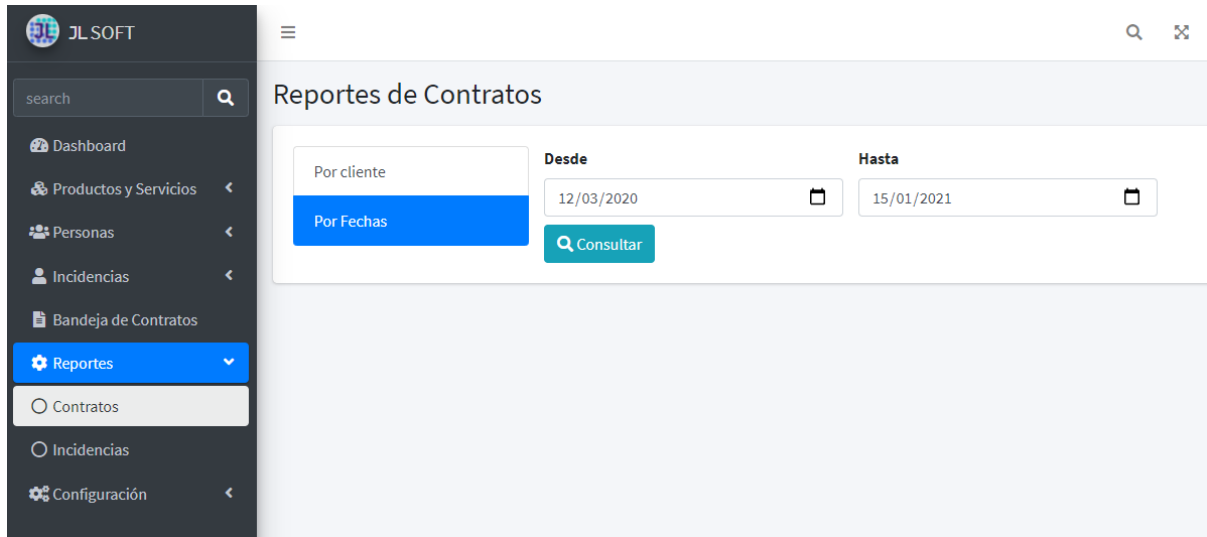 JL SOFT
search
Dashboard
Productos y Servicios
Personas
Incidencias
Bandeja de Contratos
Reportes
Contratos
Incidencias
Configuración
Reportes de Contratos
Por cliente
Por Fechas
Desde
12/03/2020
Hasta
15/01/2021
Consultar